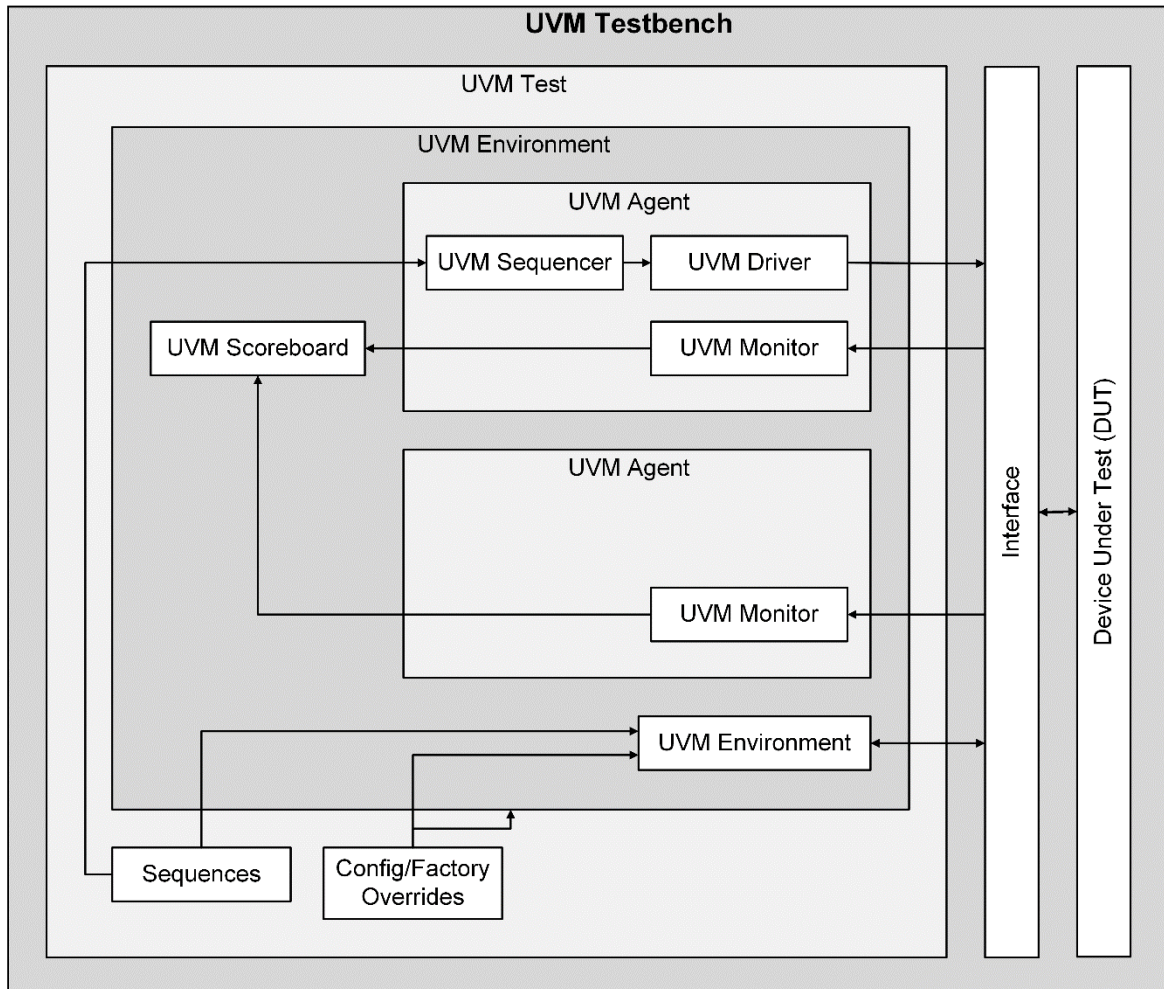 UVM Testbench
UVM Test
UVM Environment
UVM Agent
UVM Sequencer
UVM Driver
UVM Scoreboard
UVM Monitor
UVM Agent
UVM Monitor
UVM Environment
Sequences
Config/Factory
Overrides
Interface
Device Under Test (DUT)